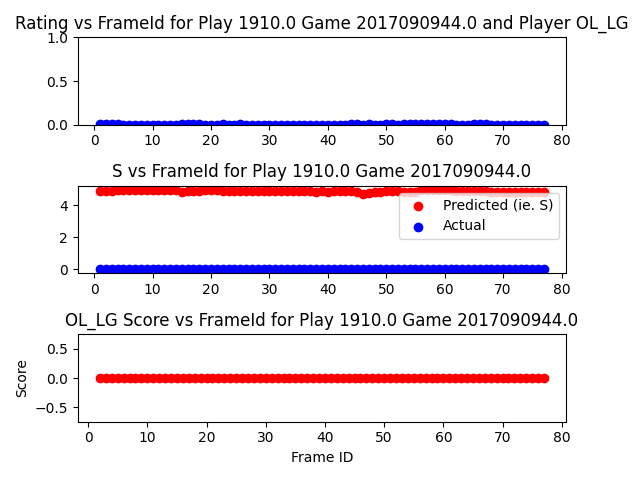 Rating vs FrameId for Play 1910.0 Game 2017090944.0 and Player OL_LG
1.0
0.5
0.0
0 10 20 30 40 50 60 70 80
S vs FrameId for Play 1910.0 Game 2017090944.0
4
2
0
Predicted (ie. S)
Actual
0 10 20 30 40 50 60 70 80
OL_LG Score vs FrameId for Play 1910.0 Game 2017090944.0
Score
0.5
0.0
−0.5
0 10 20 30 40 50 60 70 80
Frame ID